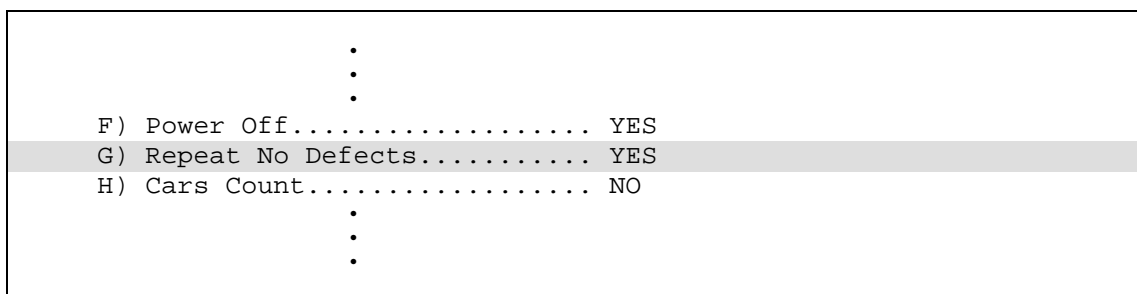 •
•
•
F) Power Off................... YES
G) Repeat No Defects........... YES
H) Cars Count.................. NO
•
•
•